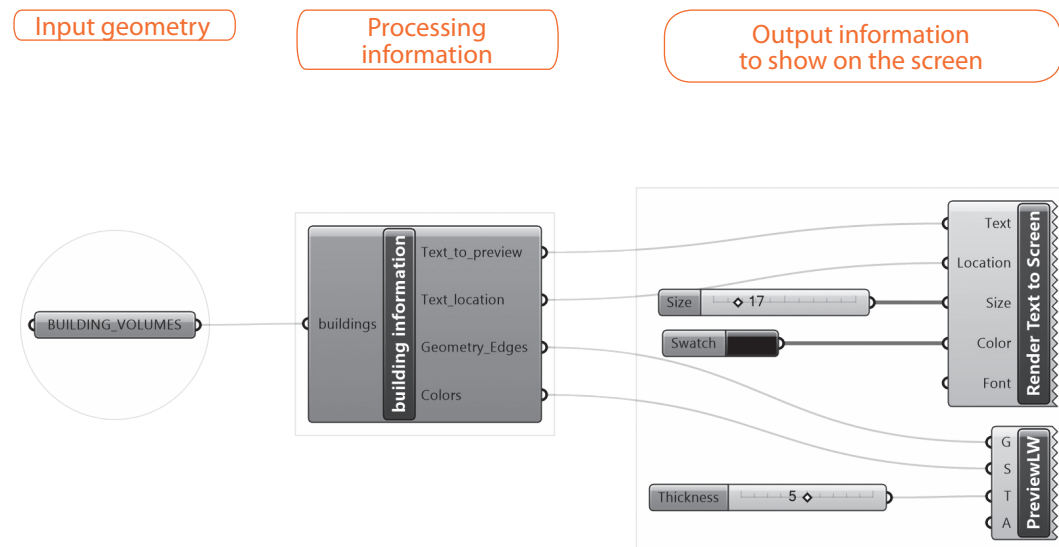 Input geometry
Processing
information
Output information
to show on the screen
BUILDING_VOLUMES
buildings
building information
Text_to_preview
Text_location
Geometry_Edges
Colors
Size
17
Swatch
Thickness
5
Text
Location
Size
Color
Font
Render Text to Screen
G
S
T
A
PreviewLW